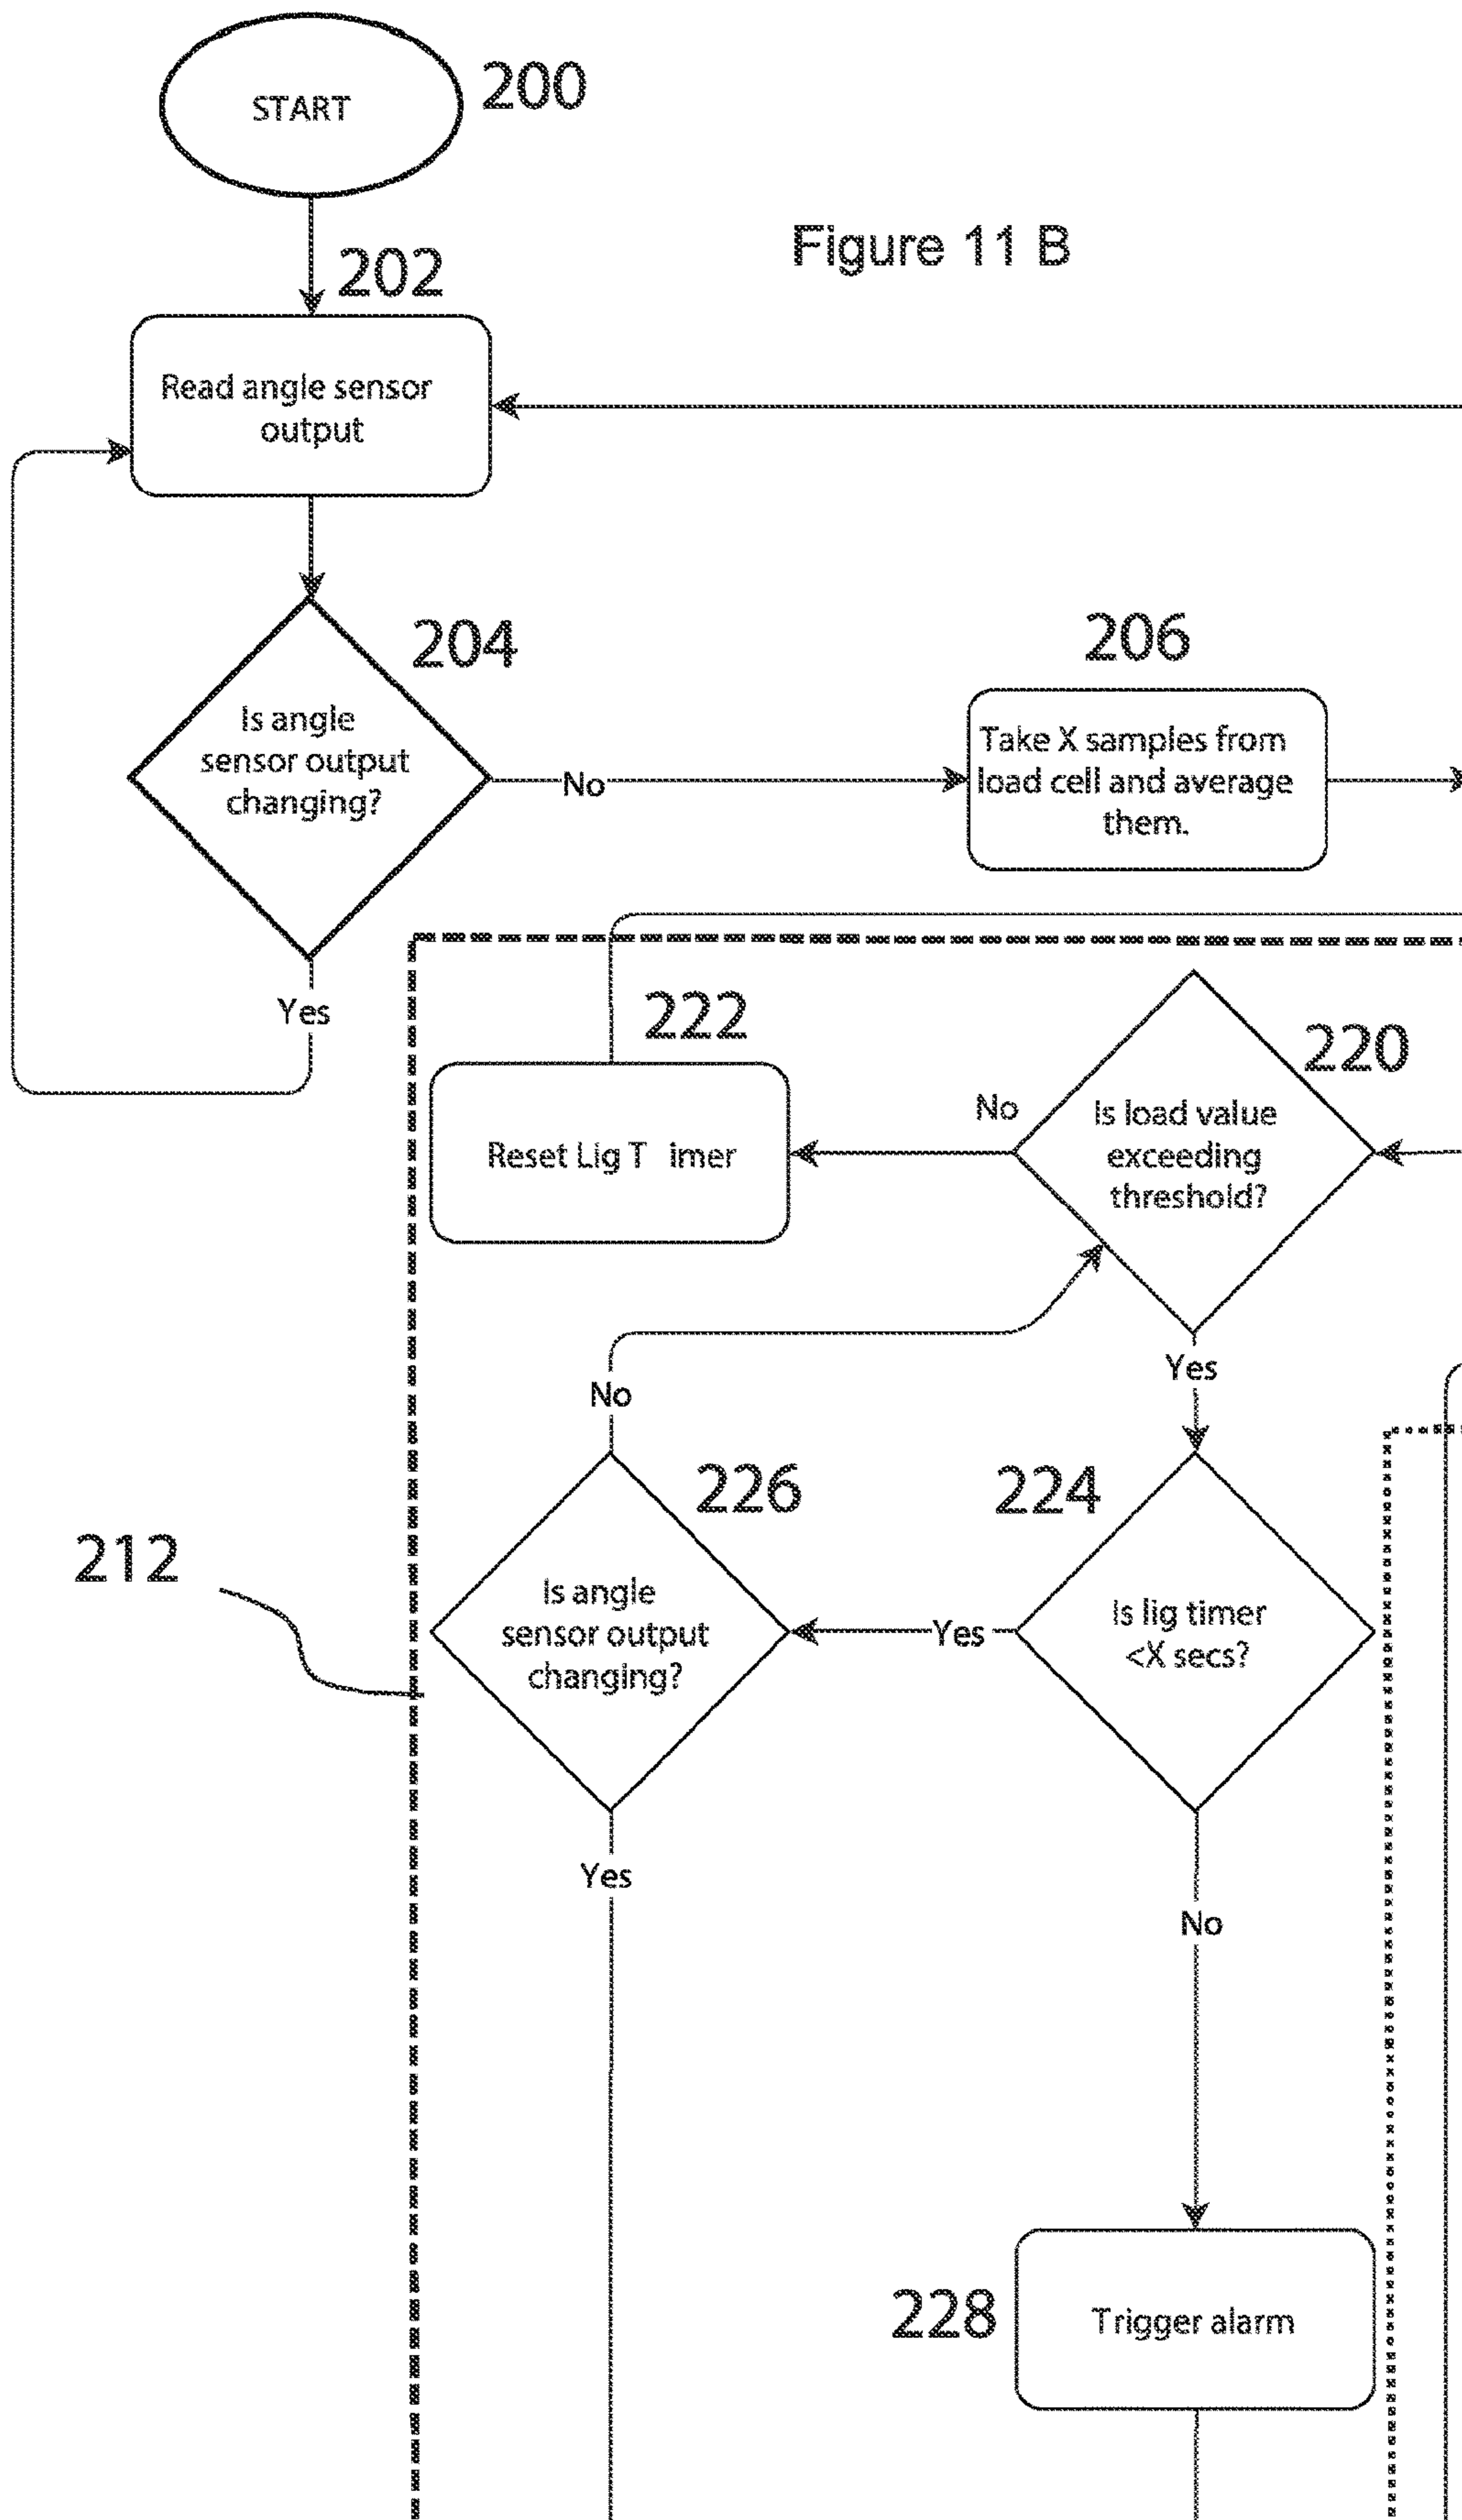 START
200
Figure 11 B
202
Read angle sensor
output
204
Is angle
sensor output
changing?
No
206
Take X samples from
load cell and average
them.
Yes
222
220
No
Is load value
exceeding
threshold?
Reset Lig T imer
Yes
No
226
224
212
Is angle
sensor output
changing?
Yes
Is lig timer
<X secs?
Yes
No
228
Trigger alarm